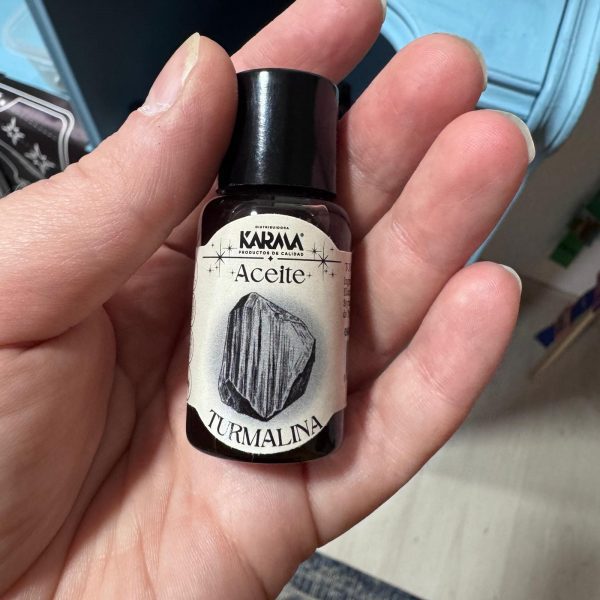 DISTRIBUIDORA
KARMA®
PRODUCTOS DE CALIDAD
Aceite
TURMALINA